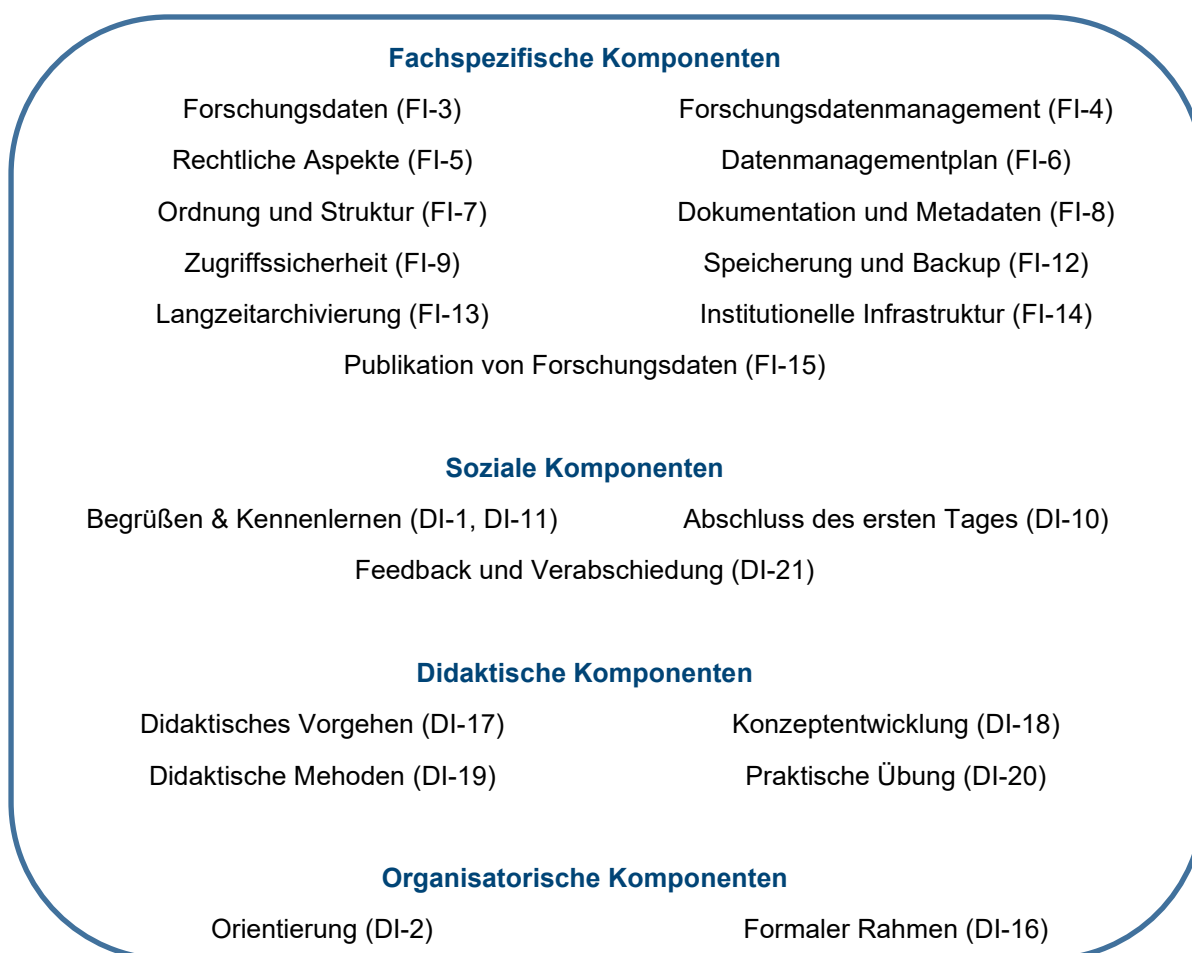 Fachspezifische Komponenten
Forschungsdaten (FI-3) Forschungsdatenmanagement (FI-4)
Rechtliche Aspekte (FI-5) Datenmanagementplan (FI-6)
Ordnung und Struktur (FI-7) Dokumentation und Metadaten (FI-8)
Zugriffssicherheit (FI-9) Speicherung und Backup (FI-12)
Langzeitarchivierung (FI-13) Institutionelle Infrastruktur (FI-14)
Publikation von Forschungsdaten (FI-15)
Soziale Komponenten
Begrüßen & Kennenlernen (DI-1, DI-11) Abschluss des ersten Tages (DI-10)
Feedback und Verabschiedung (DI-21)
Didaktische Komponenten
Didaktisches Vorgehen (DI-17) Konzeptentwicklung (DI-18)
Didaktische Mehoden (DI-19) Praktische Übung (DI-20)
Organisatorische Komponenten
Orientierung (DI-2) Formaler Rahmen (DI-16)